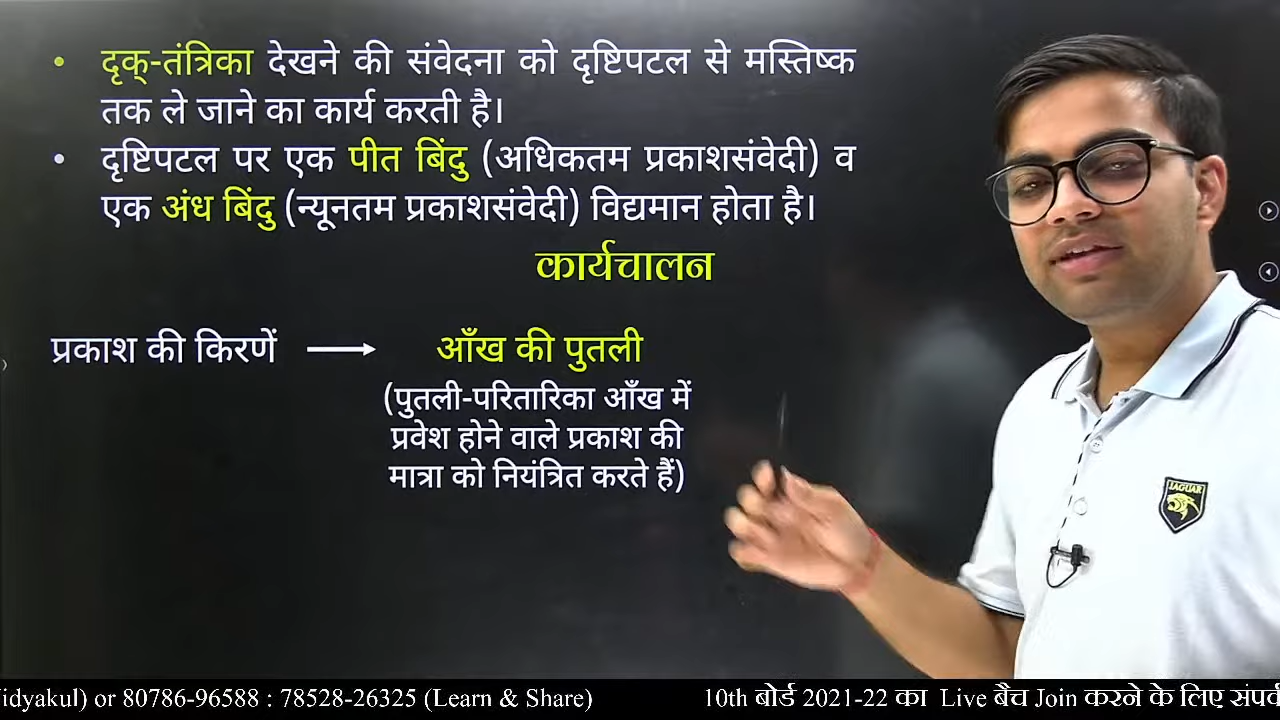 • दृक्-तंत्रिका देखने की संवेदना को दृष्टिपटल से मस्तिष्क
तक ले जाने का कार्य करती है।
• दृष्टिपटल पर एक पीत बिंदु (अधिकतम प्रकाशसंवेदी) व
एक अंध बिंदु (न्यूनतम प्रकाशसंवेदी) विद्यमान होता है।
कार्यचालन
प्रकाश की किरणें → आँख की पुतली
(पुतली-परितारिका आँख में
प्रवेश होने वाले प्रकाश की
मात्रा को नियंत्रित करते हैं)
JAGUAR
idyakul) or 80786-96588 : 78528-26325 (Learn & Share) 10th बोर्ड 2021-22 का Live बैच Join करने के लिए